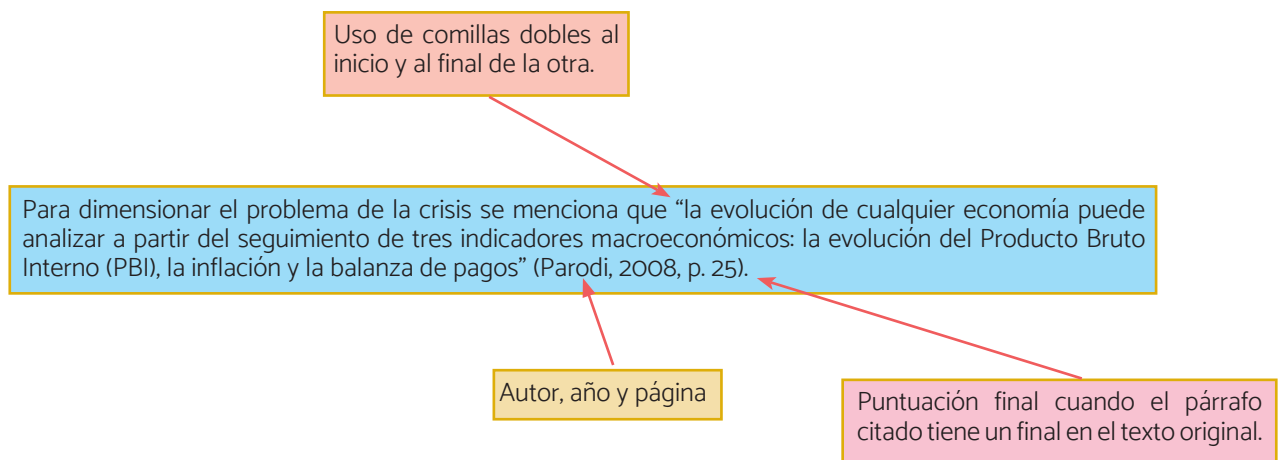 Uso de comillas dobles al
inicio y al final de la otra.
Para dimensionar el problema de la crisis se menciona que “la evolución de cualquier economía puede
analizar a partir del seguimiento de tres indicadores macroeconómicos: la evolución del Producto Bruto
Interno (PBI), la inflación y la balanza de pagos” (Parodi, 2008, p. 25).
Autor, año y página
Puntuación final cuando el párrafo
citado tiene un final en el texto original.